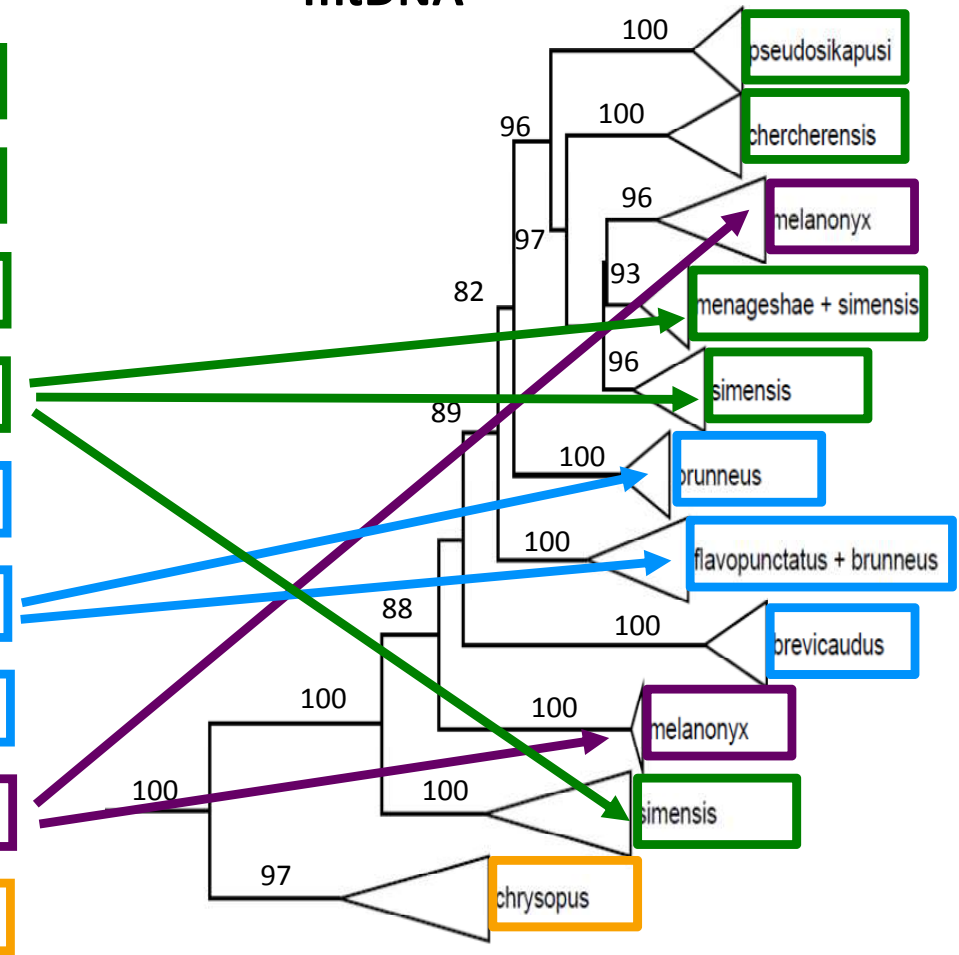 mtDNA
100
pseudosikapusi
100
chercherensis
96
96
melanonyx
97
93
menageshae + simensis
82
96
simensis
89
100
brunneus
100
flavopunctatus + brunneus
88
100
brevicaudus
100
100
melanonyx
100
100
simensis
97
chrysopus